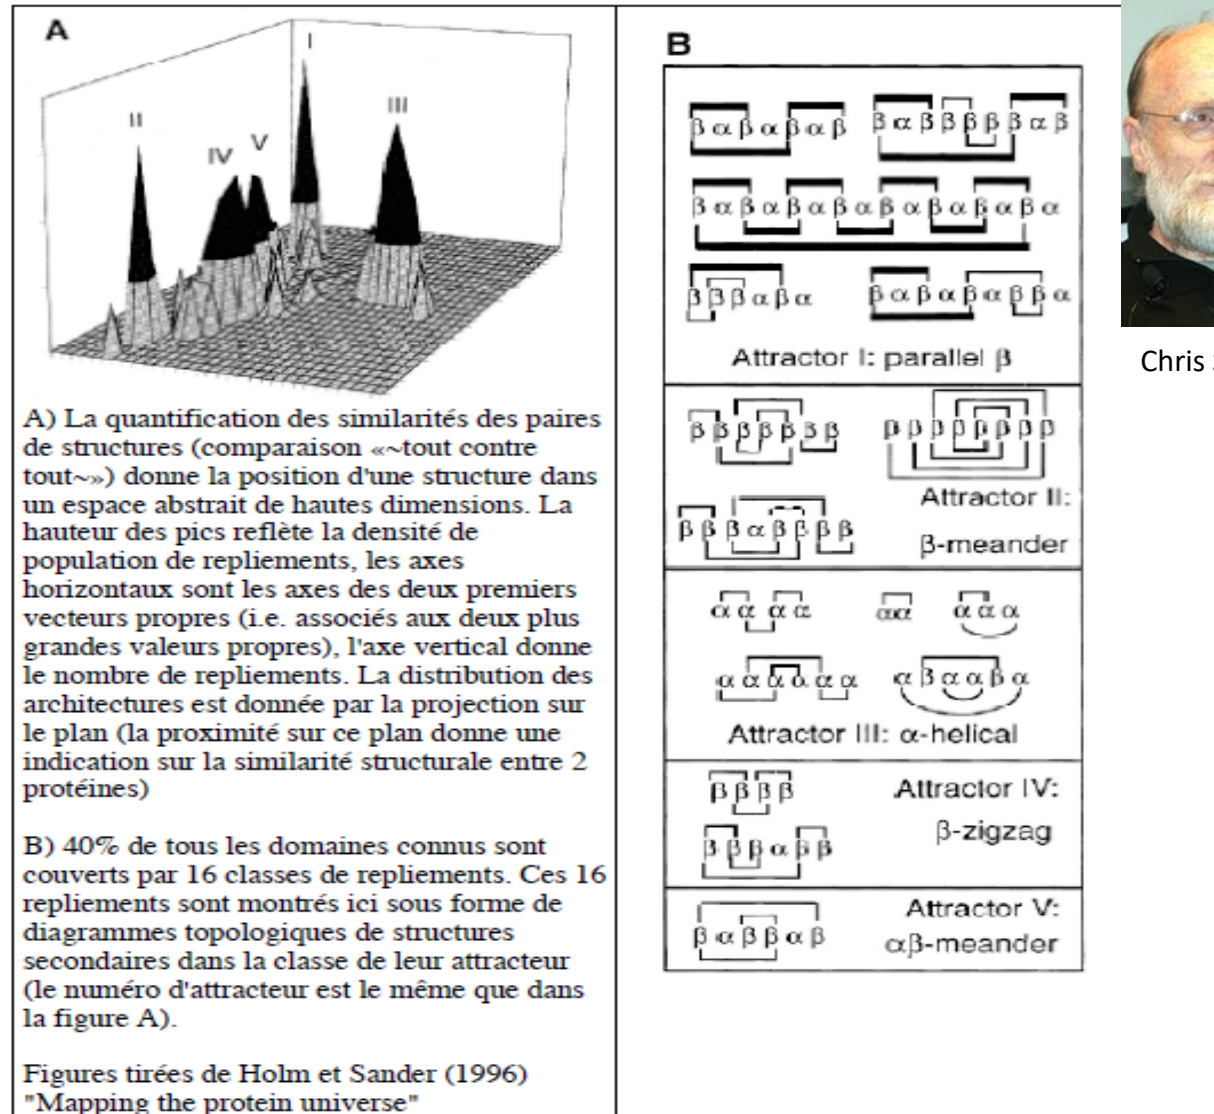 A
I
II
III
IV
V
A) La quantification des similarités des paires
de structures (comparaison «~tout contre
tout~») donne la position d'une structure dans
un espace abstrait de hautes dimensions. La
hauteur des pics reflète la densité de
population de repliements, les axes
horizontaux sont les axes des deux premiers
vecteurs propres (i.e. associés aux deux plus
grandes valeurs propres), l'axe vertical donne
le nombre de repliements. La distribution des
architectures est donnée par la projection sur
le plan (la proximité sur ce plan donne une
indication sur la similarité structurale entre 2
protéines)
B) 40% de tous les domaines connus sont
couverts par 16 classes de repliements. Ces 16
repliements sont montrés ici sous forme de
diagrammes topologiques de structures
secondaires dans la classe de leur attracteur
(le numéro d'attracteur est le même que dans
la figure A).
Figures tirées de Holm et Sander (1996)
"Mapping the protein universe"
B
β α β α β α β
β α β β β β β α β
β α β α β α β α β α β α β α
β β β α β α
β α β α β α β β α
Attractor I: parallel β
β β β β β β β
β β β β β β β β
Attractor II:
β β β α β β β β
β-meander
α α α α
αα
α α α
α α α α α α
α β α α β α
Attractor III: α-helical
β β β β
Attractor IV:
β-zigzag
β β β α β β
Attractor V:
β α β β α β
αβ-meander
Chris